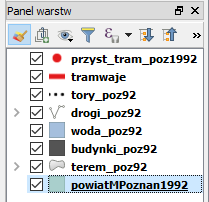 Panel warstw
przyst_tram_poz1992
tramwaje
tory_poz92
drogi_poz92
woda_poz92
budynki_poz92
terem_poz92
powiatMPoznan1992